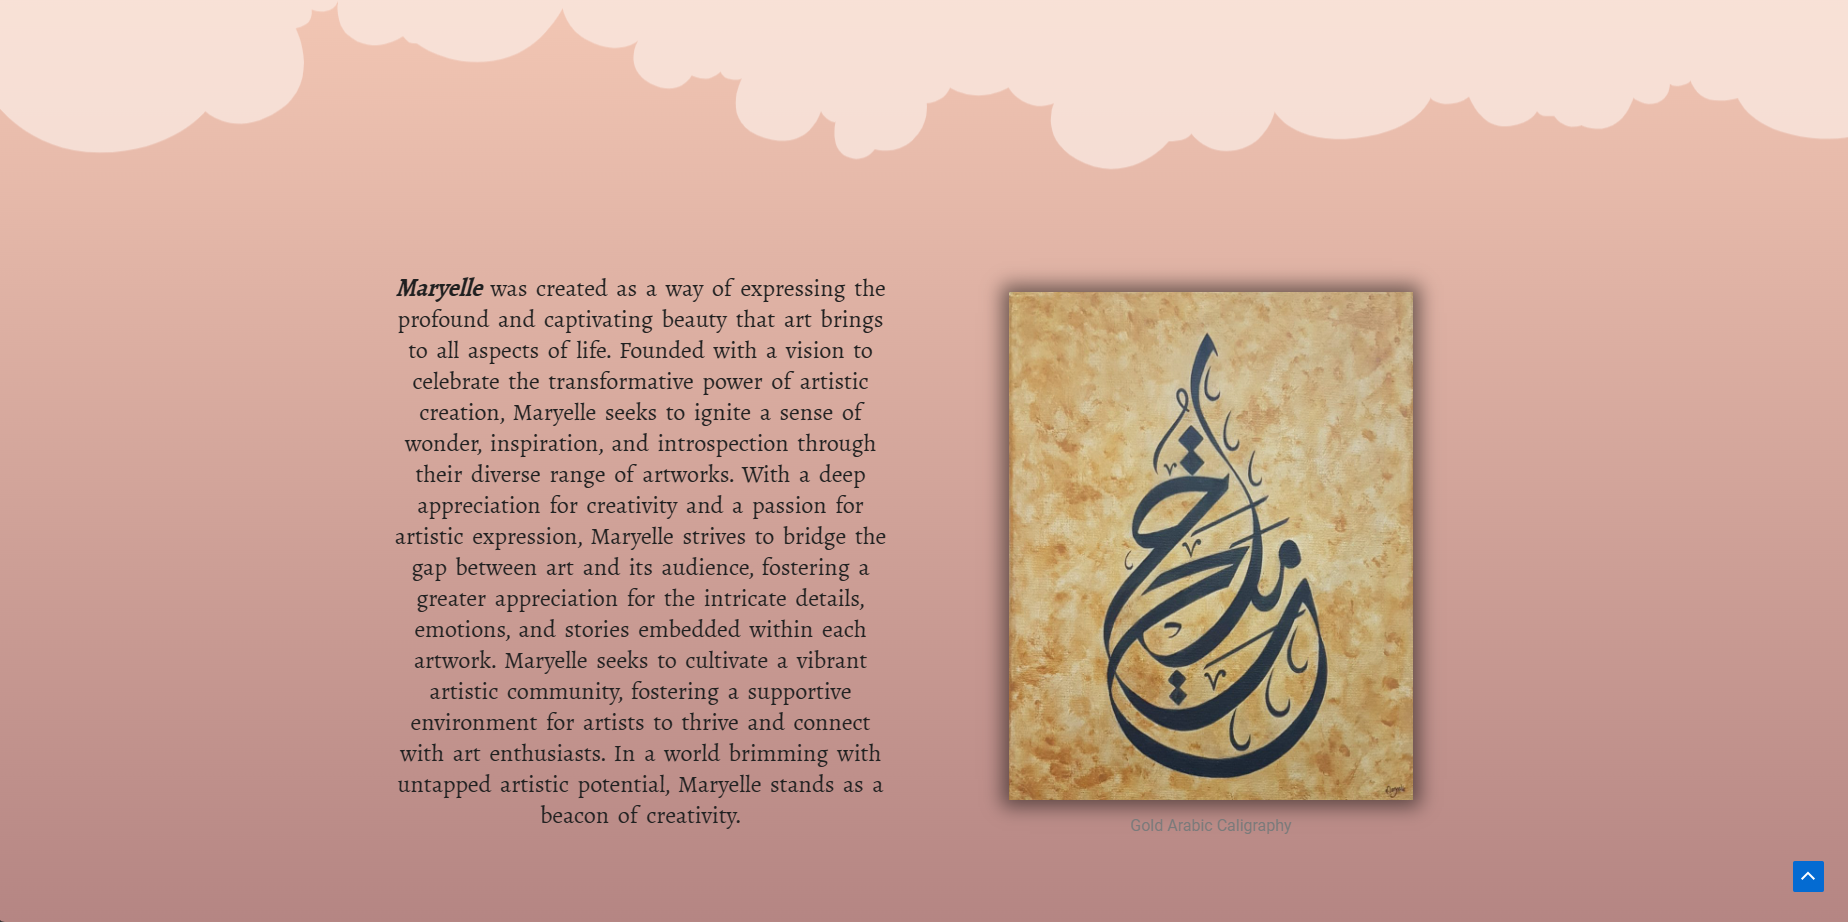 Maryelle was created as a way of expressing the
profound and captivating beauty that art brings
to all aspects of life. Founded with a vision to
celebrate the transformative power of artistic
creation, Maryelle seeks to ignite a sense of
wonder, inspiration, and introspection through
their diverse range of artworks. With a deep
appreciation for creativity and a passion for
artistic expression, Maryelle strives to bridge the
gap between art and its audience, fostering a
greater appreciation for the intricate details,
emotions, and stories embedded within each
artwork. Maryelle seeks to cultivate a vibrant
artistic community, fostering a supportive
environment for artists to thrive and connect
with art enthusiasts. In a world brimming with
untapped artistic potential, Maryelle stands as a
beacon of creativity.
Gold Arabic Caligraphy